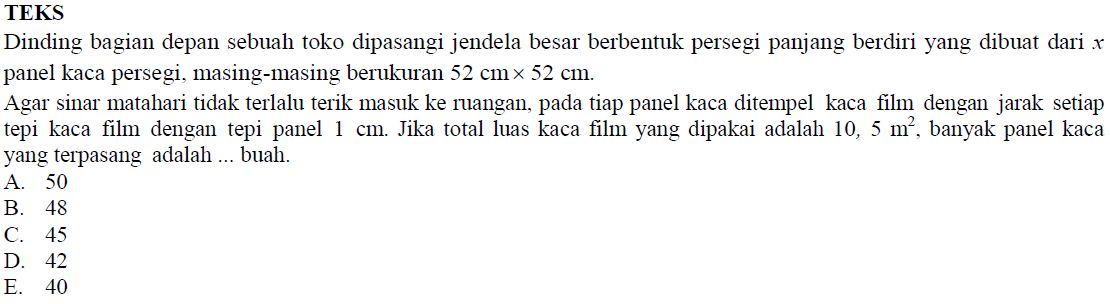 TEKS
Dinding bagian depan sebuah toko dipasangi jendela besar berbentuk persegi panjang berdiri yang dibuat dari x
panel kaca persegi, masing-masing berukuran 52 cm × 52 cm.
Agar sinar matahari tidak terlalu terik masuk ke ruangan, pada tiap panel kaca ditempel kaca film dengan jarak setiap
tepi kaca film dengan tepi panel 1 cm. Jika total luas kaca film yang dipakai adalah 10, 5 m², banyak panel kaca
yang terpasang adalah ... buah.
A. 50
B. 48
C. 45
D. 42
E. 40